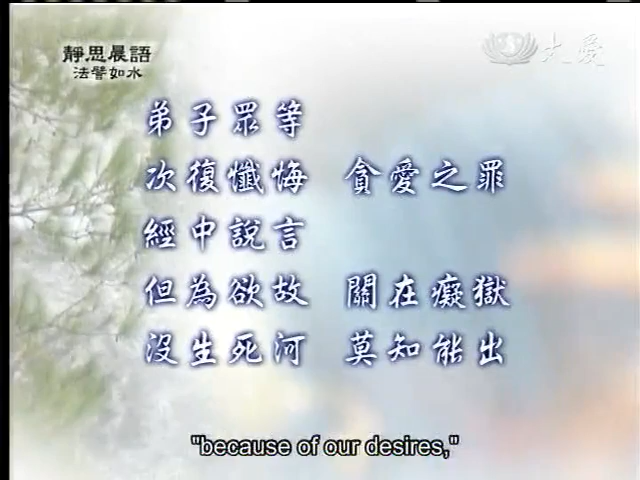 靜思晨語
法譬如水
大愛
弟子眾等
次復懺悔 貪愛之罪
經中說言
但為欲故 關在癡獄
沒生死河 莫知能出
"because of our desires,"